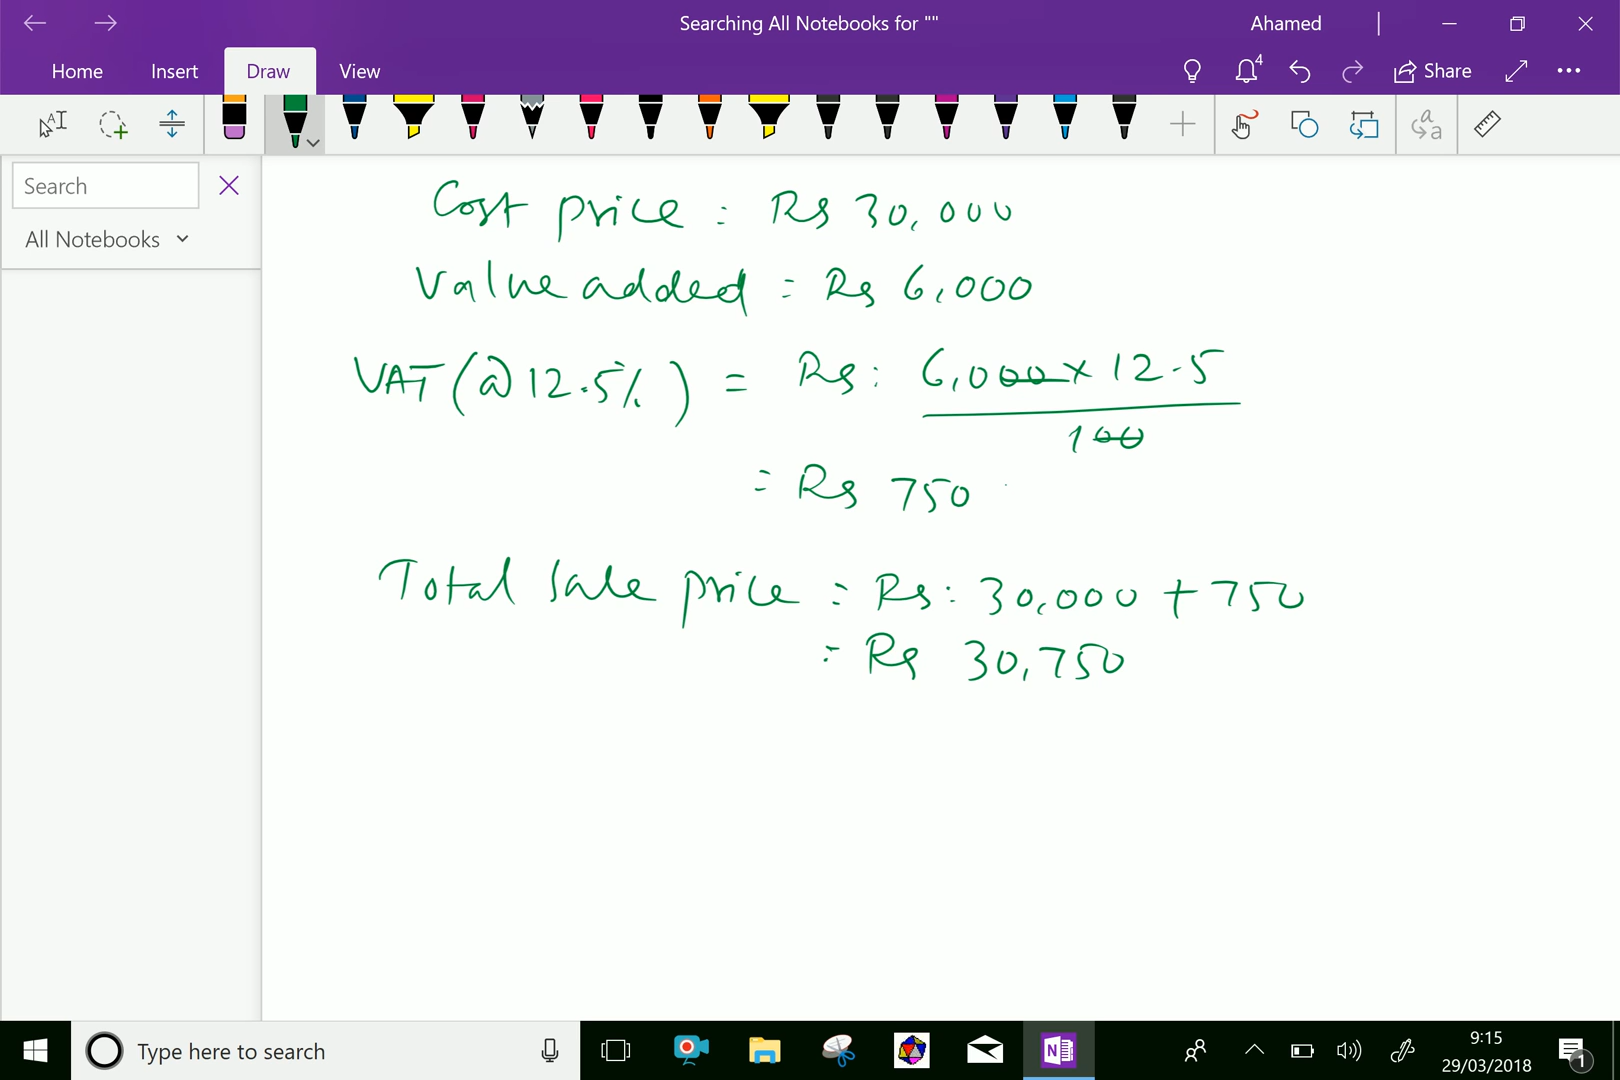 Searching All Notebooks for ""
Ahamed
Home Insert Draw View
4
Share
Search
All Notebooks
Cost price : Rs 30,000
Value added = Rs 6,000
VAT (@ 12.5%) = Rs: 6,000 x 12.5
100
= Rs 750
Total sale price = Rs: 30,000 + 750
= Rs 30,750
Type here to search
9:15
29/03/2018
1